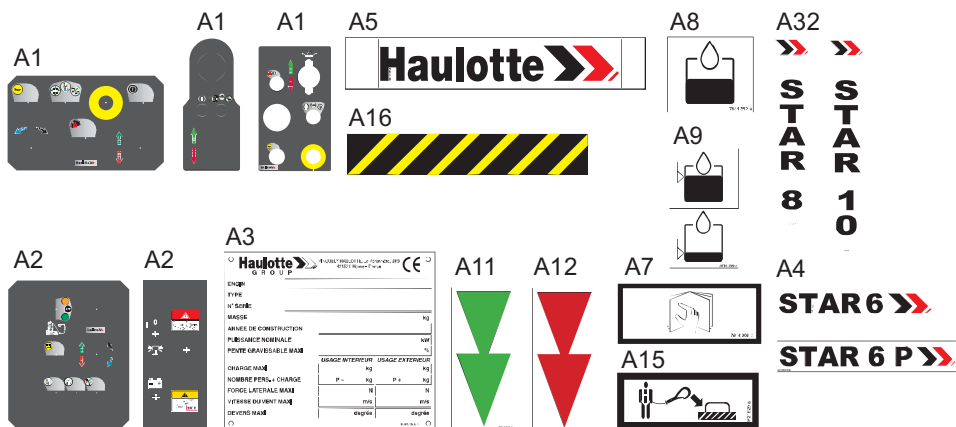 A1
A1
A1
A5
A8
A32
Haulotte
STAR 8
STAR 10
A16
A9
A2
A2
A3
A11
A12
A7
A4
Haulotte
GROUP
CE
ENGIN
TYPE
N° SERIE
MASSE kg
ANNEE DE CONSTRUCTION
PUISSANCE NOMINALE kW
PENTE GRAVISSABLE MAXI %
USAGE INTERIEUR USAGE EXTERIEUR
CHARGE MAXI kg kg
NOMBRE PERS. + CHARGE P = kg P + kg
FORCE LATERALE MAXI N N
VITESSE DU VENT MAXI m/s m/s
DEVERS MAXI degrés degrés
STAR 6
STAR 6 P
A15